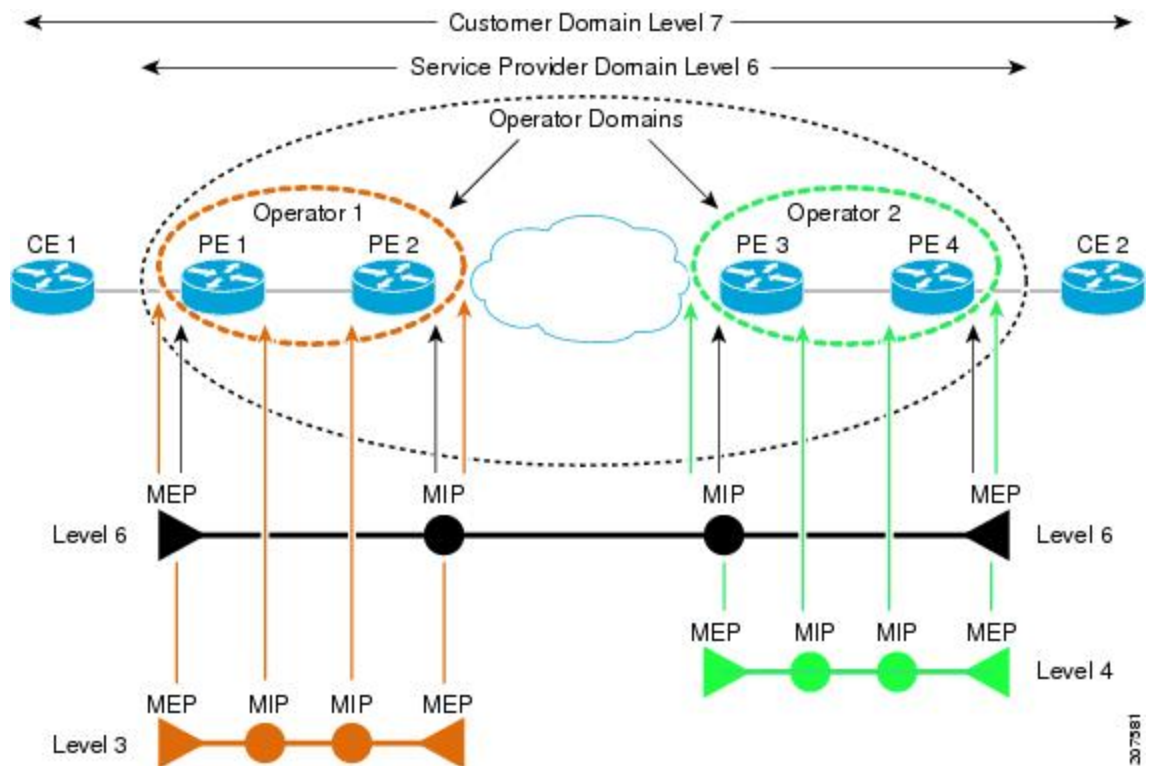 Customer Domain Level 7
Service Provider Domain Level 6
Operator Domains
Operator 1
Operator 2
CE 1
PE 1
PE 2
PE 3
PE 4
CE 2
MEP
MIP
MIP
MEP
Level 6
Level 6
MEP
MIP
MIP
MEP
Level 4
MEP
MIP
MIP
MEP
Level 3
207581